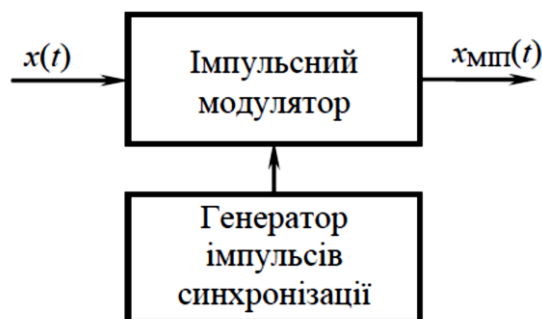 x(t)
Імпульсний
модулятор
xМІП(t)
Генератор
імпульсів
синхронізації